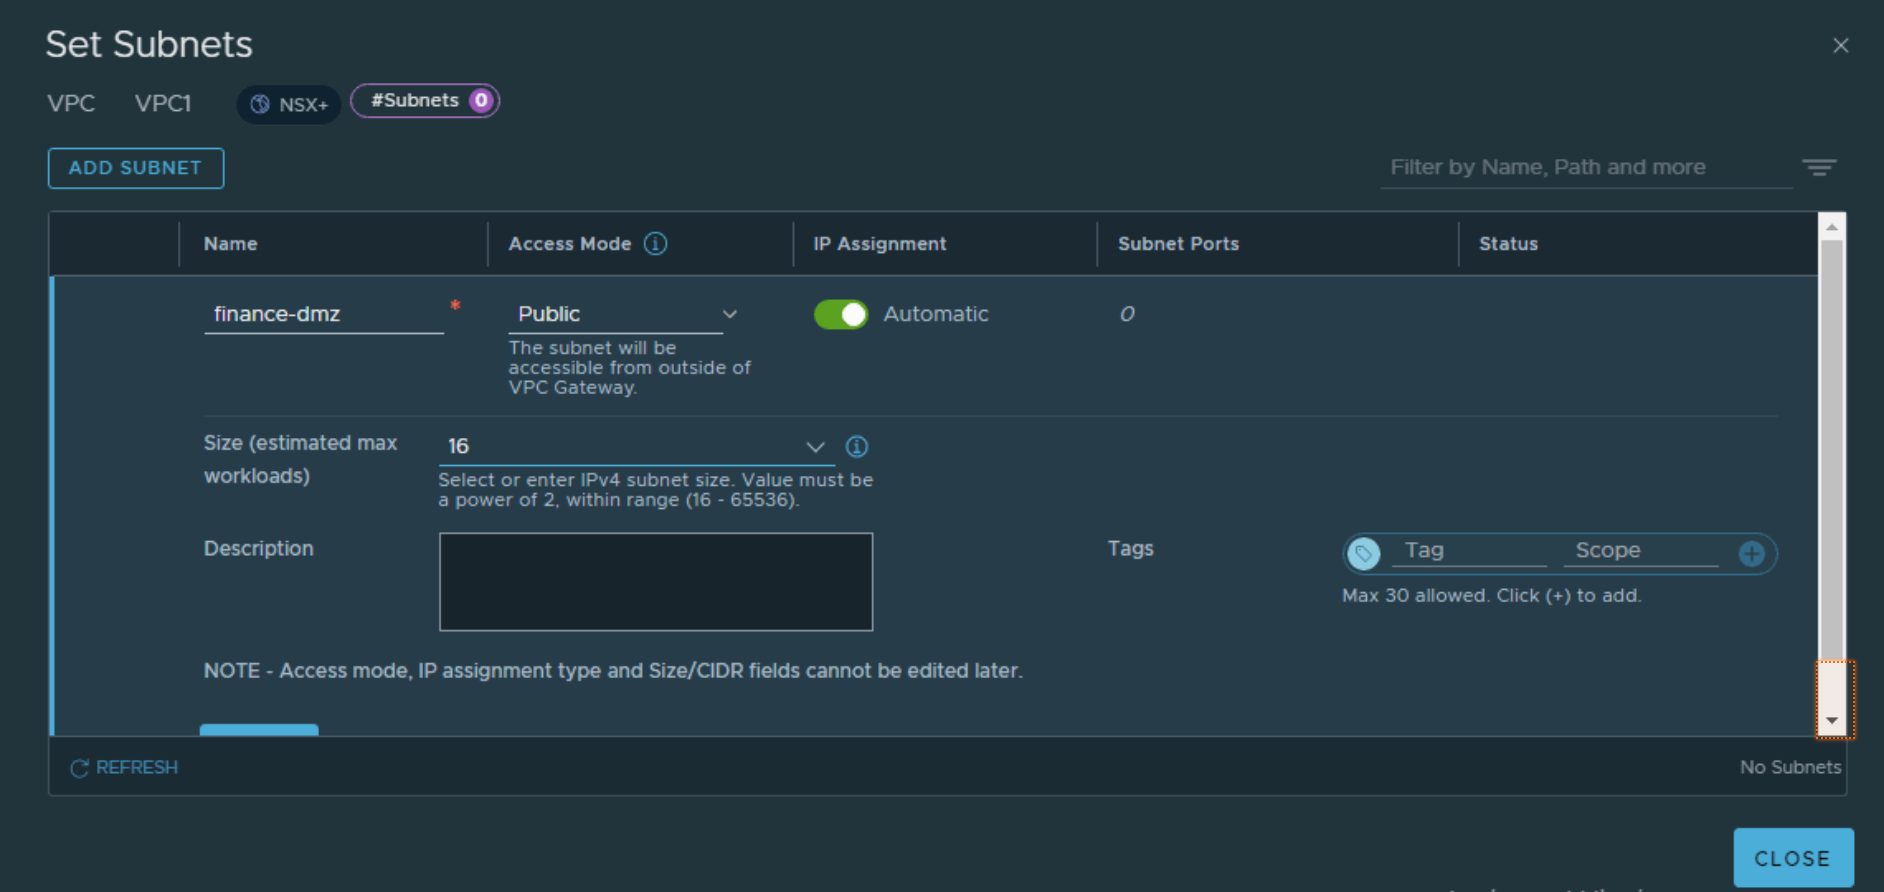 Set Subnets
VPC VPC1 NSX+ #Subnets 0
ADD SUBNET
Filter by Name, Path and more
Name Access Mode IP Assignment Subnet Ports Status
finance-dmz * Public Automatic 0
The subnet will be
accessible from outside of
VPC Gateway.
Size (estimated max
workloads)
16
Select or enter IPv4 subnet size. Value must be
a power of 2, within range (16 - 65536).
Description
Tags
Tag Scope
Max 30 allowed. Click (+) to add.
NOTE - Access mode, IP assignment type and Size/CIDR fields cannot be edited later.
REFRESH
No Subnets
CLOSE